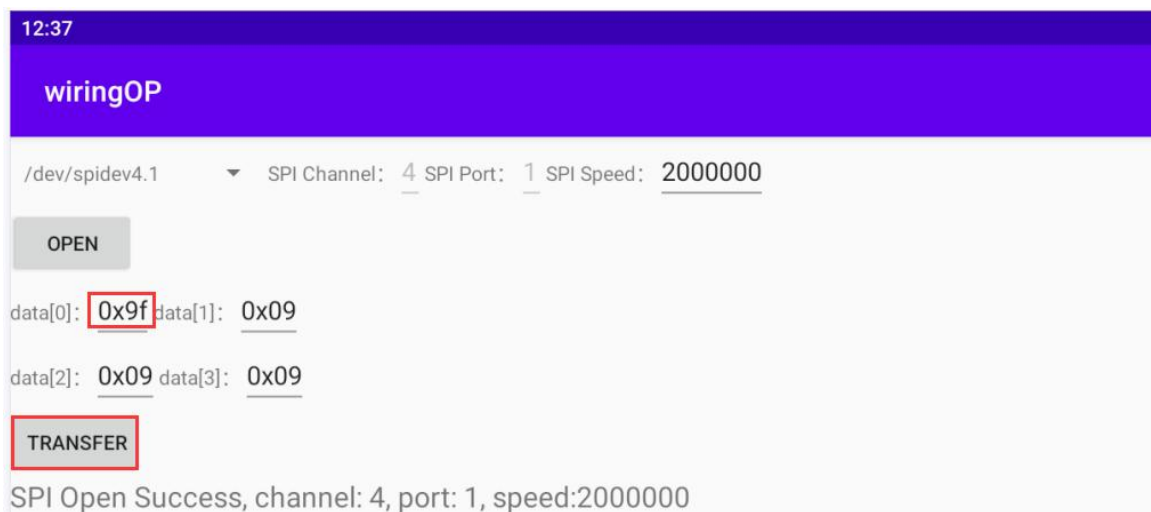 12:37
wiringOP
/dev/spidev4.1 SPI Channel: 4 SPI Port: 1 SPI Speed: 2000000
OPEN
data[0]: 0x9f data[1]: 0x09
data[2]: 0x09 data[3]: 0x09
TRANSFER
SPI Open Success, channel: 4, port: 1, speed:2000000